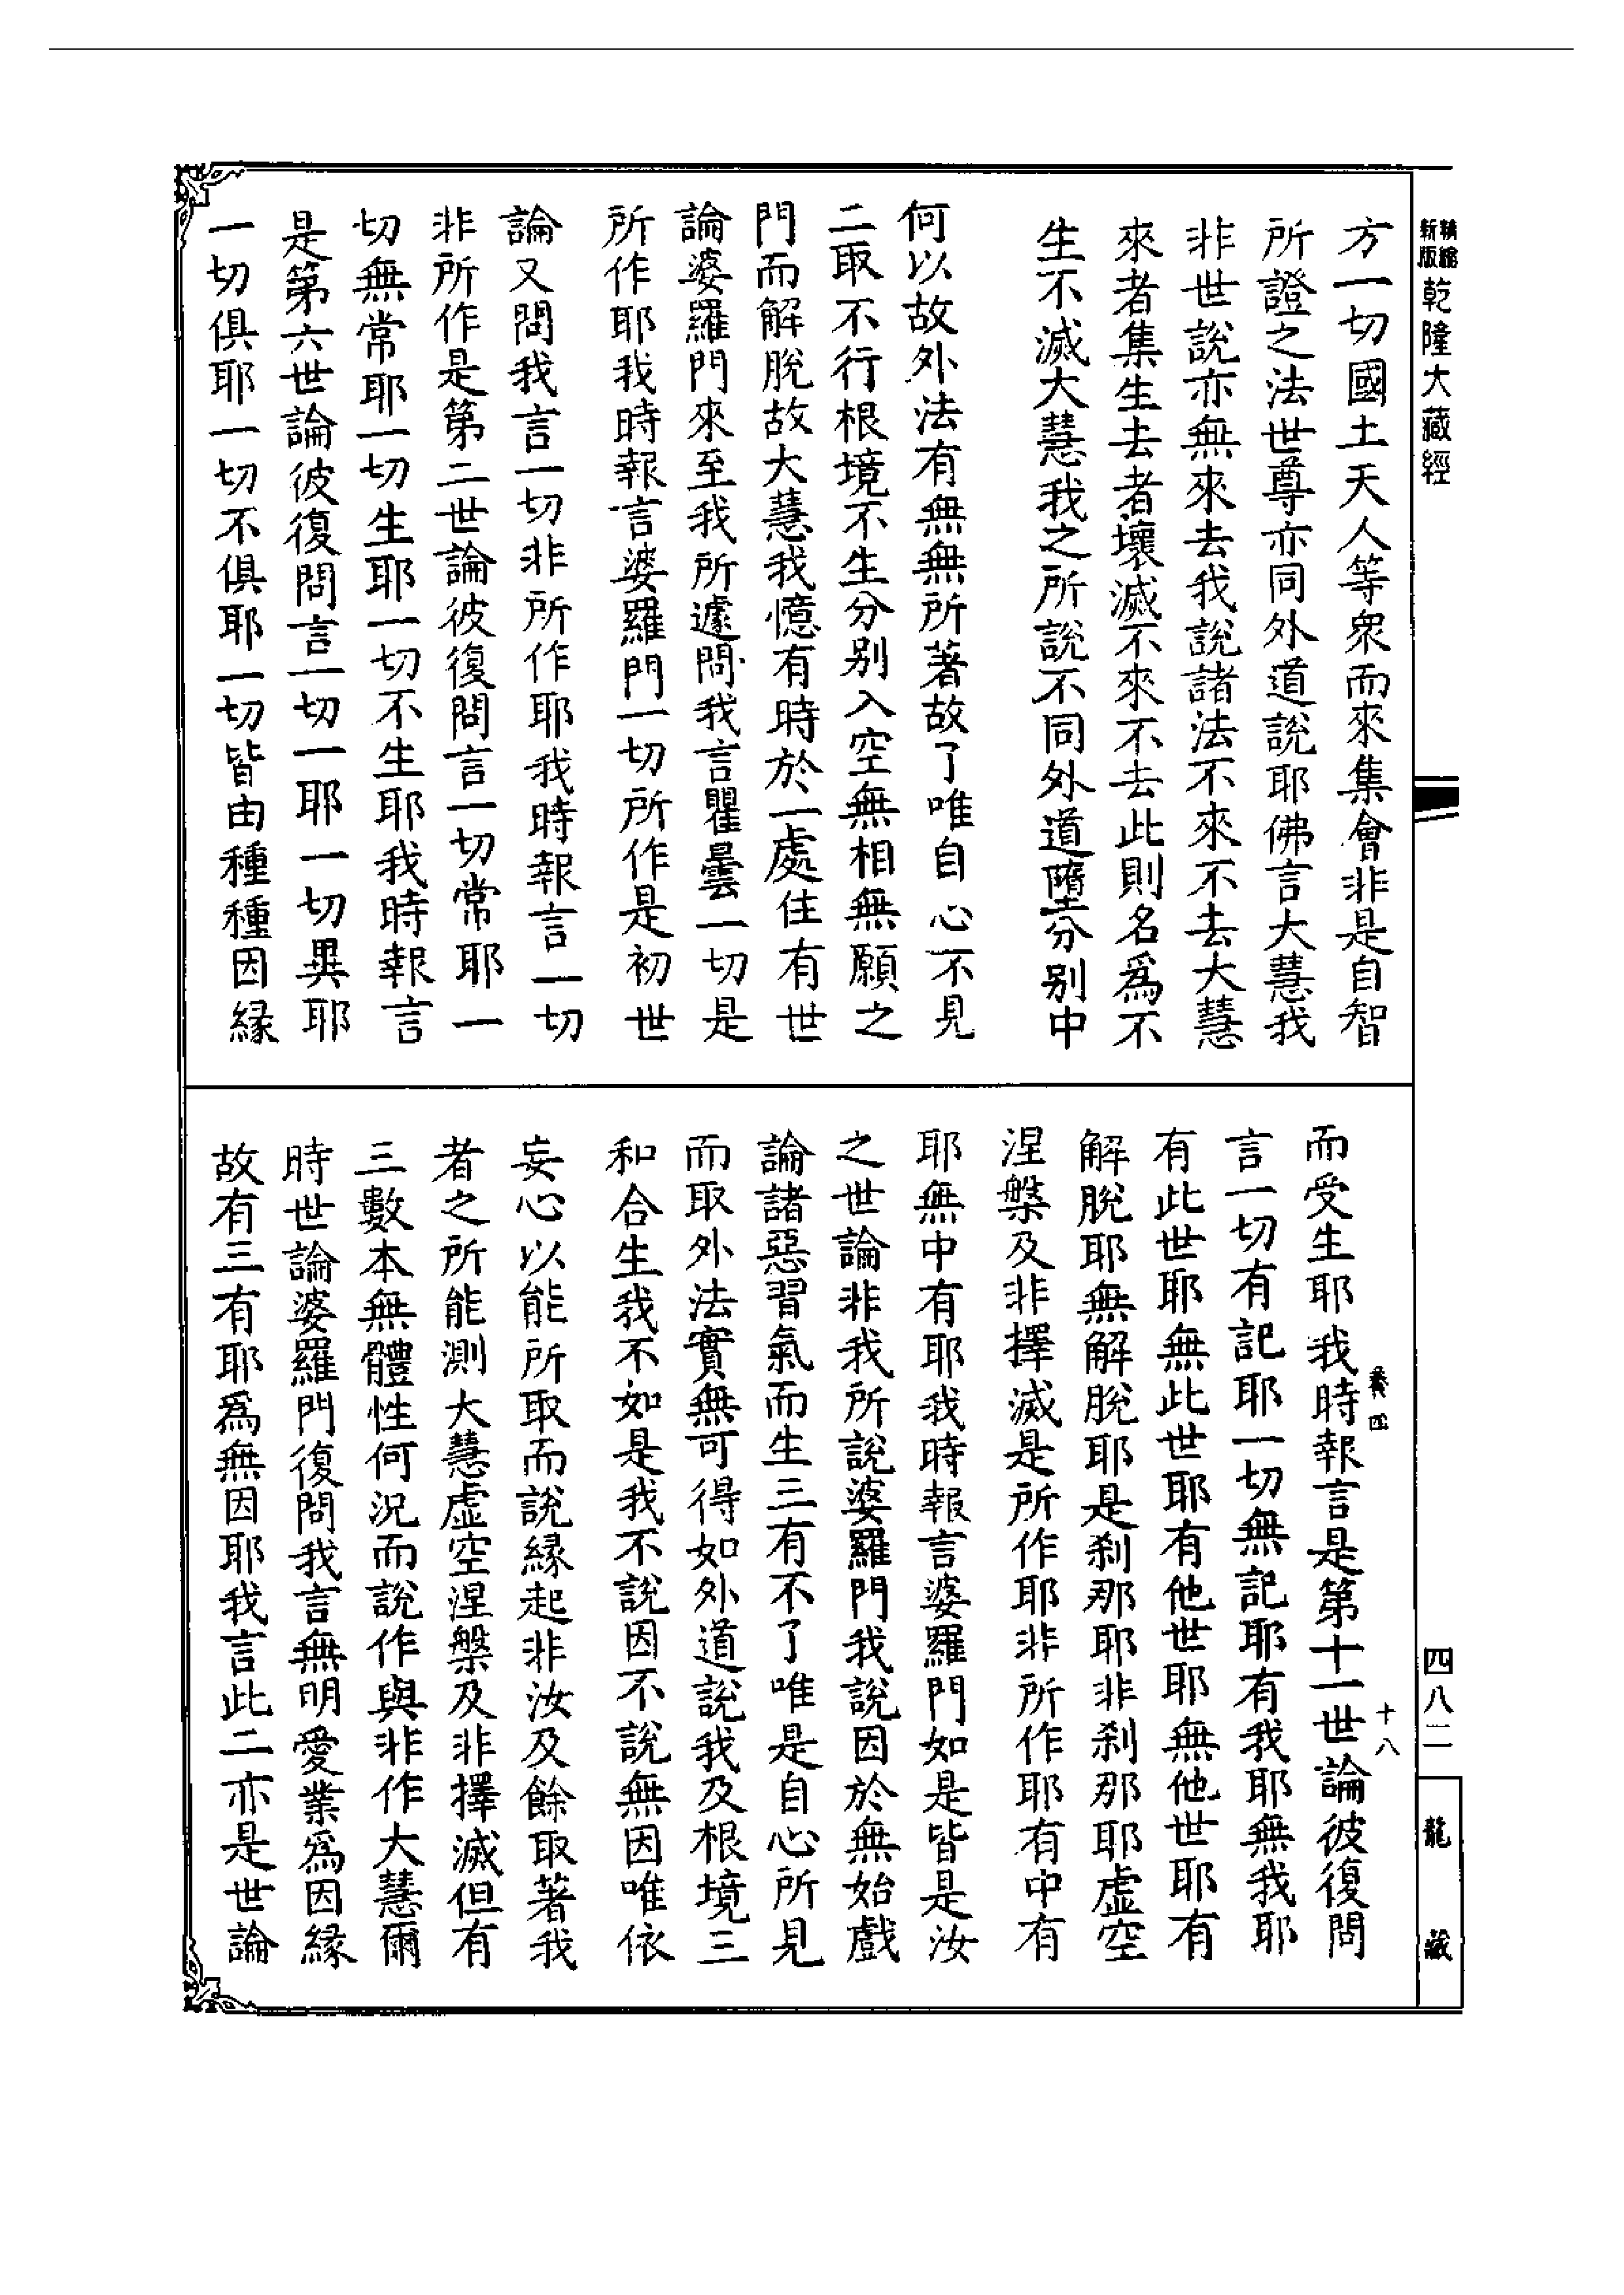 精縮新版乾隆大藏經
方一切國土天人等衆而來集會非是自智
所證之法世尊亦同外道說耶佛言大慧我
非世說亦無來去我說諸法不來不去大慧
來者集生去者壞滅不來不去此則名爲不
生不滅大慧我之所說不同外道墮分別中
何以故外法有無無所著故了唯自心不見
二取不行根境不生分別入空無相無願之
門而解脫故大慧我憶有時於一處住有世
論婆羅門來至我所遽問我言瞿曇一切是
所作耶我時報言婆羅門一切所作是初世
論又問我言一切非所作耶我時報言一切
非所作是第二世論彼復問言一切常耶一
切無常耶一切生耶一切不生耶我時報言
是第六世論彼復問言一切一耶一切異耶
一切俱耶一切不俱耶一切皆由種種因緣
而受生耶我時報言是第十一世論彼復問
言一切有記耶一切無記耶有我耶無我耶
有此世耶無此世耶有他世耶無他世耶有
解脫耶無解脫耶是刹那耶非刹那耶虛空
涅槃及非擇滅是所作耶非所作耶有中有
耶無中有耶我時報言婆羅門如是皆是汝
之世論非我所說婆羅門我說因於無始戲
論諸惡習氣而生三有不了唯是自心所見
而取外法實無可得如外道說我及根境三
和合生我不如是我不說因不說無因唯依
妄心以能所取而說緣起非汝及餘取著我
者之所能測大慧虛空涅槃及非擇滅但有
三數本無體性何況而說作與非作大慧爾
時世論婆羅門復問我言無明愛業爲因緣
故有三有耶爲無因耶我言此二亦是世論
四
十八
四八二
龍藏